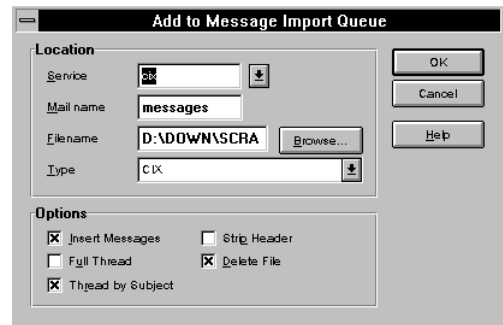 Add to Message Import Queue
Location
Service cix
Mail name messages
Filename D:\DOWN\SCRA Browse...
Type CIX
OK
Cancel
Help
Options
Insert Messages Strip Header
Full Thread Delete File
Thread by Subject